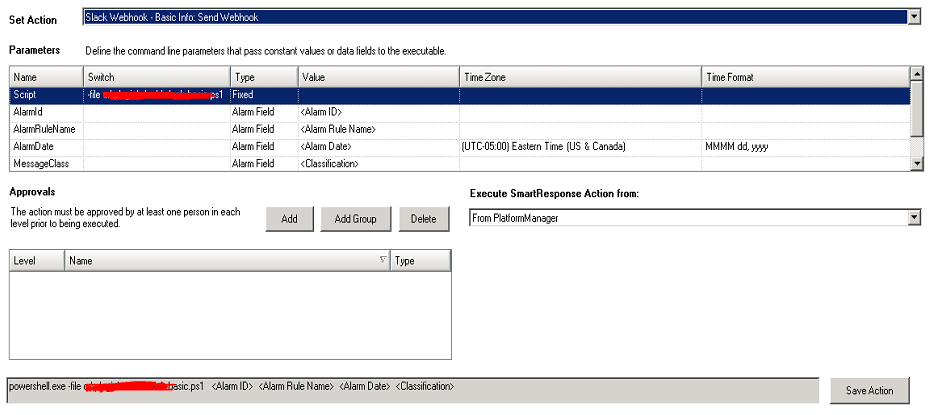 Set Action Slack Webhook - Basic Info: Send Webhook
Parameters Define the command line parameters that pass constant values or data fields to the executable.
Name Switch Type Value Time Zone Time Format
Script -file ps1 Fixed
AlarmId Alarm Field <Alarm ID>
AlarmRuleName Alarm Field <Alarm Rule Name>
AlarmDate Alarm Field <Alarm Date> (UTC-05:00) Eastern Time (US & Canada) MMMM dd, yyyy
MessageClass Alarm Field <Classification>
Approvals
The action must be approved by at least one person in each
level prior to being executed.
Add Add Group Delete
Execute SmartResponse Action from:
From PlatformManager
Level Name Type
powershell.exe -file basic.ps1 <Alarm ID> <Alarm Rule Name> <Alarm Date> <Classification>
Save Action